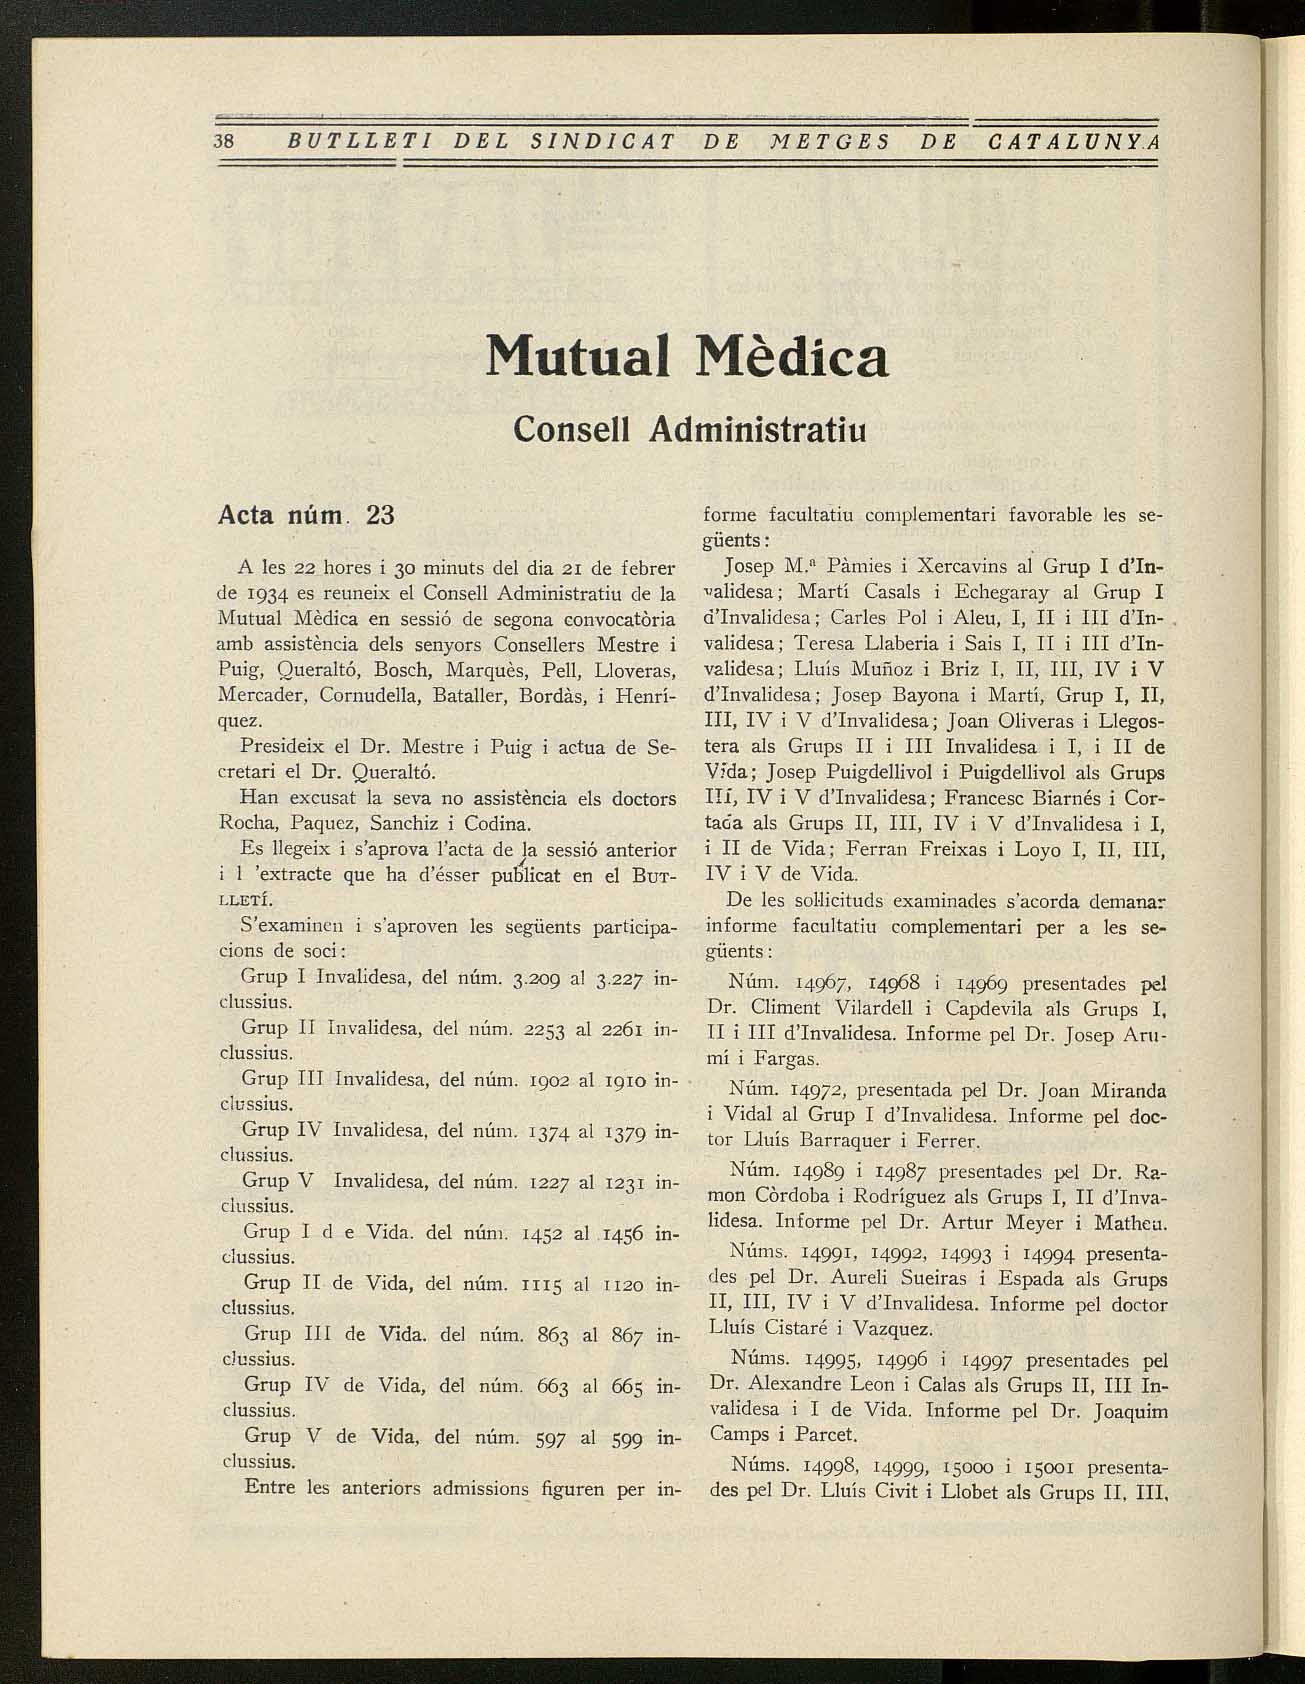 38 BUTLLETI DEL SINDICAT DE METGES DE CATALUNYA
Mutual Mèdica
Consell Administratiu
Acta núm. 23
A les 22 hores i 30 minuts del dia 21 de febrer
de 1934 es reuneix el Consell Administratiu de la
Mutual Mèdica en sessió de segona convocatòria
amb assistència dels senyors Consellers Mestre i
Puig, Queraltó, Bosch, Marquès, Pell, Lloveras,
Mercader, Cornudella, Bataller, Bordàs, i Henrí-
quez.
Presideix el Dr. Mestre i Puig i actua de Se-
cretari el Dr. Queraltó.
Han excusat la seva no assistència els doctors
Rocha, Paquez, Sanchiz i Codina.
Es llegeix i s'aprova l'acta de la sessió anterior
i l 'extracte que ha d'ésser publicat en el BUT-
LLETÍ.
S'examinen i s'aproven les següents participa-
cions de soci:
Grup I Invalidesa, del núm. 3.209 al 3.227 in-
clussius.
Grup II Invalidesa, del núm. 2253 al 2261 in-
clussius.
Grup III Invalidesa, del núm. 1902 al 1910 in-
clussius.
Grup IV Invalidesa, del núm. 1374 al 1379 in-
clussius.
Grup V Invalidesa, del núm. 1227 al 1231 in-
clussius.
Grup I d e Vida. del núm. 1452 al 1456 in-
clussius.
Grup II de Vida, del núm. 1115 al 1120 in-
clussius.
Grup III de Vida. del núm. 863 al 867 in-
clussius.
Grup IV de Vida, del núm. 663 al 665 in-
clussius.
Grup V de Vida, del núm. 597 al 599 in-
clussius.
Entre les anteriors admissions figuren per in-
forme facultatiu complementari favorable les se-
güents:
Josep M.ª Pàmies i Xercavins al Grup I d'In-
validesa; Martí Casals i Echegaray al Grup I
d'Invalidesa; Carles Pol i Aleu, I, II i III d'In-
validesa; Teresa Llaberia i Sais I, II i III d'In-
validesa; Lluís Muñoz i Briz I, II, III, IV i V
d'Invalidesa; Josep Bayona i Martí, Grup I, II,
III, IV i V d'Invalidesa; Joan Oliveras i Llegos-
tera als Grups II i III Invalidesa i I, i II de
Vida; Josep Puigdellivol i Puigdellivol als Grups
III, IV i V d'Invalidesa; Francesc Biarnés i Cor-
tada als Grups II, III, IV i V d'Invalidesa i I,
i II de Vida; Ferran Freixas i Loyo I, II, III,
IV i V de Vida.
De les sol·licituds examinades s'acorda demanar
informe facultatiu complementari per a les se-
güents:
Núm. 14967, 14968 i 14969 presentades pel
Dr. Climent Vilardell i Capdevila als Grups I,
II i III d'Invalidesa. Informe pel Dr. Josep Aru-
mí i Fargas.
Núm. 14972, presentada pel Dr. Joan Miranda
i Vidal al Grup I d'Invalidesa. Informe pel doc-
tor Lluís Barraquer i Ferrer.
Núm. 14989 i 14987 presentades pel Dr. Ra-
mon Còrdoba i Rodríguez als Grups I, II d'Inva-
lidesa. Informe pel Dr. Artur Meyer i Matheu.
Núms. 14991, 14992, 14993 i 14994 presenta-
des pel Dr. Aureli Sueiras i Espada als Grups
II, III, IV i V d'Invalidesa. Informe pel doctor
Lluís Cistaré i Vazquez.
Núms. 14995, 14996 i 14997 presentades pel
Dr. Alexandre Leon i Calas als Grups II, III In-
validesa i I de Vida. Informe pel Dr. Joaquim
Camps i Parcet.
Núms. 14998, 14999, 15000 i 15001 presenta-
des pel Dr. Lluís Civit i Llobet als Grups II, III,